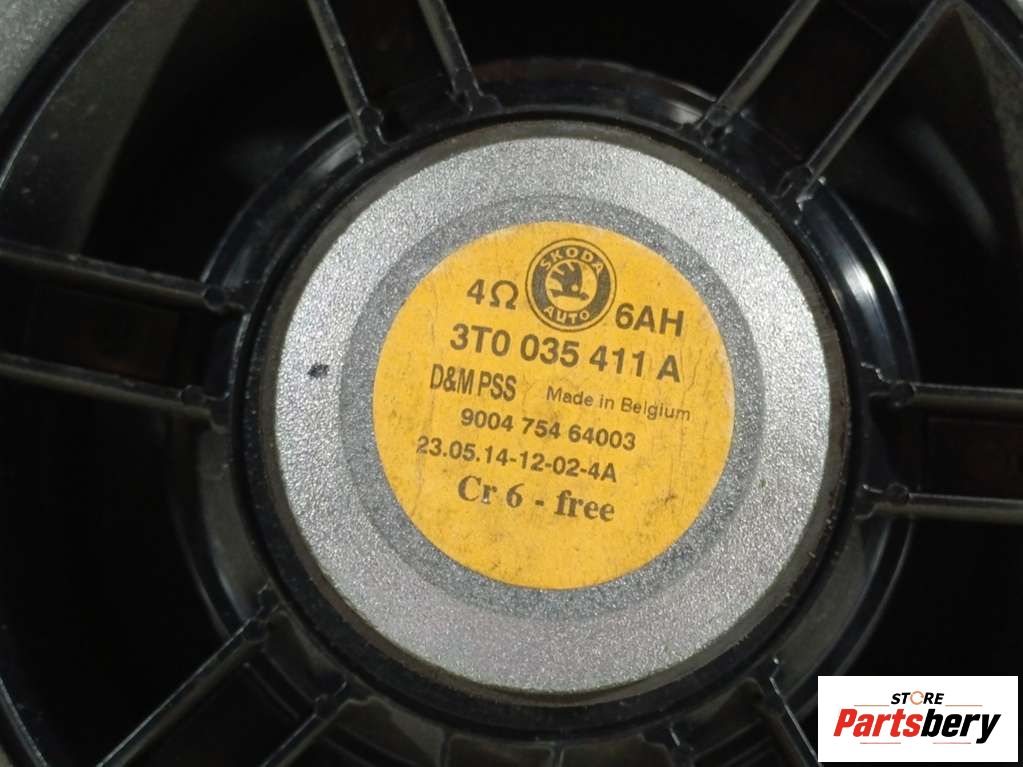 SKODA
AUTO
4Ω 6AH
3T0 035 411 A
D&M PSS Made in Belgium
9004 754 64003
23.05.14-12-02-4A
Cr 6 - free
STORE
Partsbery